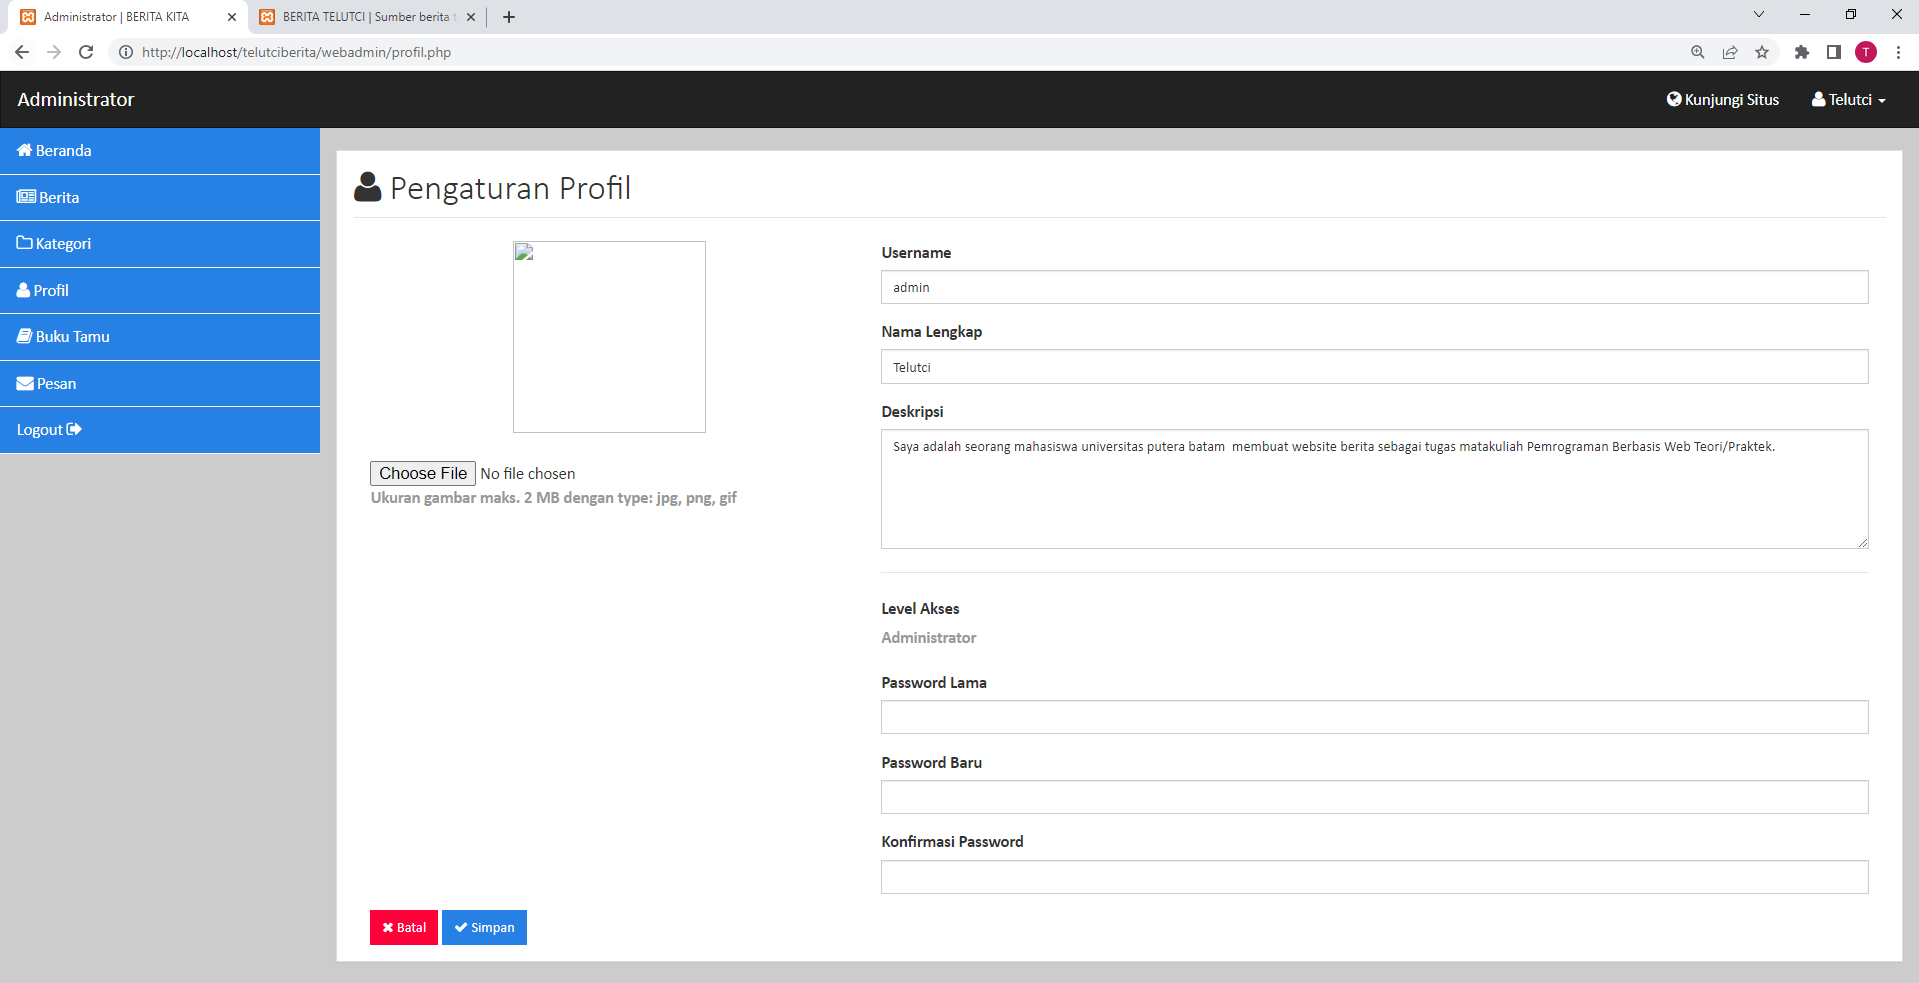 Administrator | BERITA KITA
BERITA TELUTCI | Sumber berita
http://localhost/telutciberita/webadmin/profil.php
T
Administrator
Kunjungi Situs
Telutci
Beranda
Berita
Kategori
Profil
Buku Tamu
Pesan
Logout
Pengaturan Profil
Choose File No file chosen
Ukuran gambar maks. 2 MB dengan type: jpg, png, gif
Username
admin
Nama Lengkap
Telutci
Deskripsi
Saya adalah seorang mahasiswa universitas putera batam  membuat website berita sebagai tugas matakuliah Pemrograman Berbasis Web Teori/Praktek.
Level Akses
Administrator
Password Lama
Password Baru
Konfirmasi Password
Batal
Simpan